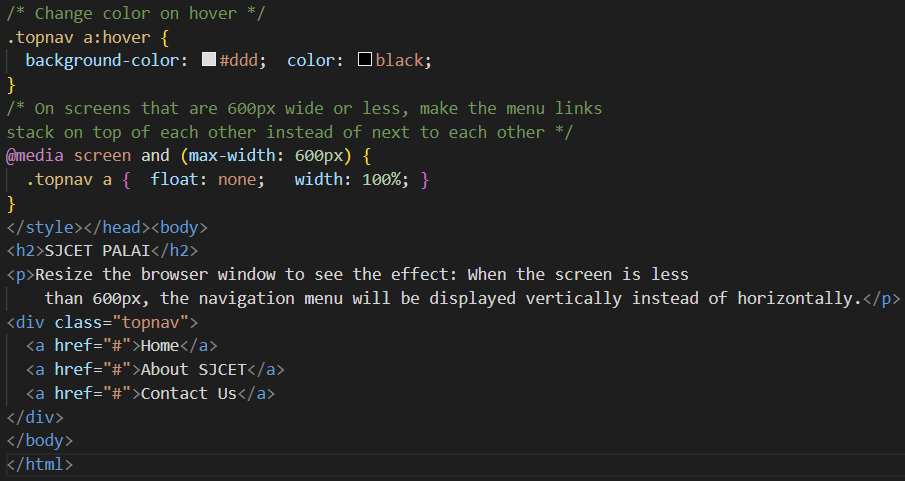 /* Change color on hover */
.topnav a:hover {
  background-color: #ddd;  color: black;
}
/* On screens that are 600px wide or less, make the menu links
stack on top of each other instead of next to each other */
@media screen and (max-width: 600px) {
  .topnav a {  float: none;   width: 100%; }
}
</style></head><body>
<h2>SJCET PALAI</h2>
<p>Resize the browser window to see the effect: When the screen is less
    than 600px, the navigation menu will be displayed vertically instead of horizontally.</p>
<div class="topnav">
  <a href="#">Home</a>
  <a href="#">About SJCET</a>
  <a href="#">Contact Us</a>
</div>
</body>
</html>